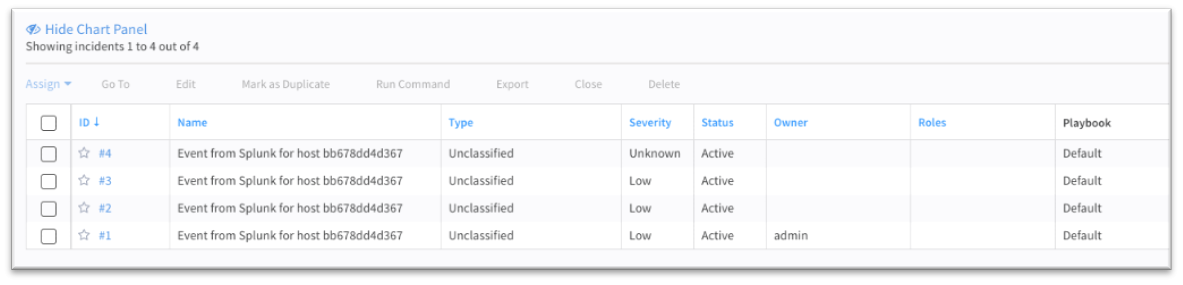 Hide Chart Panel
Showing incidents 1 to 4 out of 4
Assign Go To Edit Mark as Duplicate Run Command Export Close Delete
ID ↓ Name Type Severity Status Owner Roles Playbook
#4 Event from Splunk for host bb678dd4d367 Unclassified Unknown Active Default
#3 Event from Splunk for host bb678dd4d367 Unclassified Low Active Default
#2 Event from Splunk for host bb678dd4d367 Unclassified Low Active Default
#1 Event from Splunk for host bb678dd4d367 Unclassified Low Active admin Default